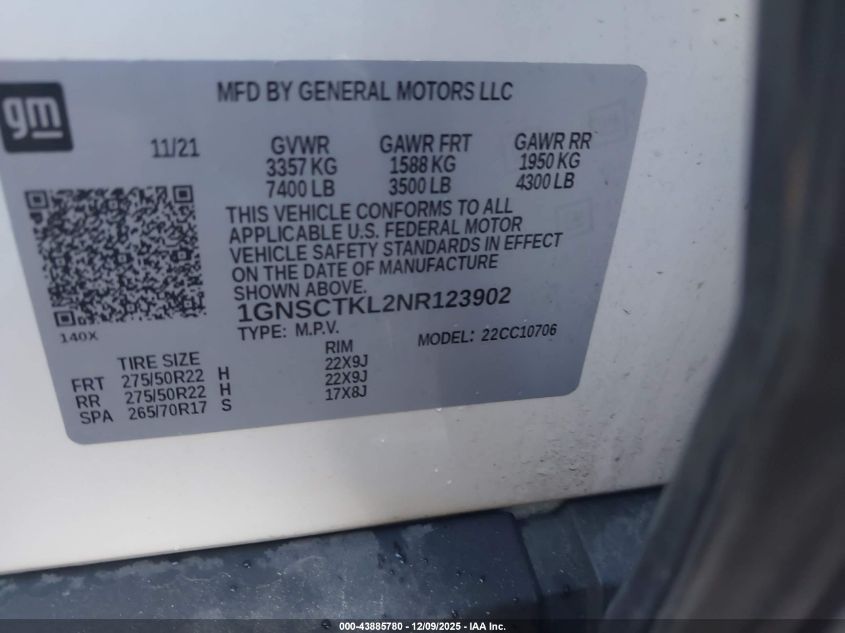 gm
MFD BY GENERAL MOTORS LLC
11/21 GVWR GAWR FRT GAWR RR
3357 KG 1588 KG 1950 KG
7400 LB 3500 LB 4300 LB
THIS VEHICLE CONFORMS TO ALL
APPLICABLE U.S. FEDERAL MOTOR
VEHICLE SAFETY STANDARDS IN EFFECT
ON THE DATE OF MANUFACTURE
SHOWN ABOVE.
1GNSCTKL2NR123902
140X
TYPE: M.P.V. MODEL: 22CC10706
TIRE SIZE RIM
FRT 275/50R22 H 22X9J
RR 275/50R22 H 22X9J
SPA 265/70R17 S 17X8J
000-43885780 - 12/09/2025 - IAA Inc.